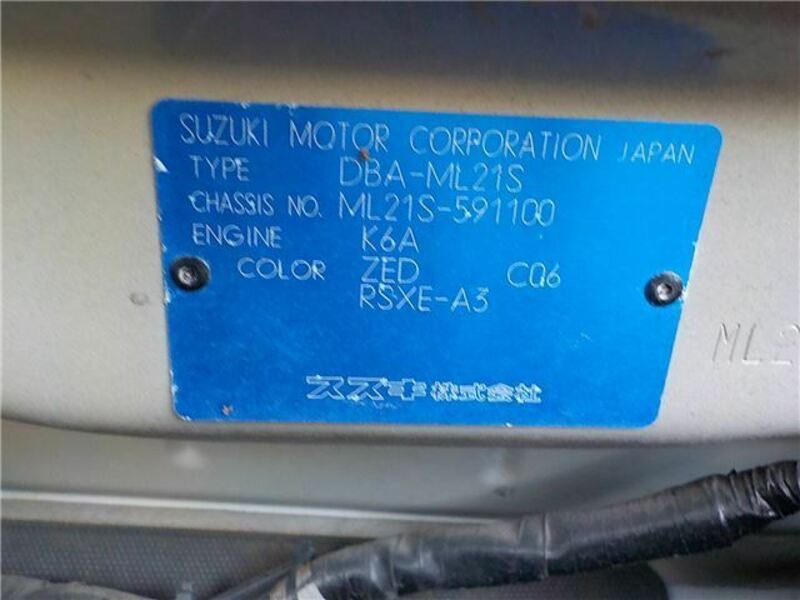 SUZUKI MOTOR CORPORATION JAPAN
TYPE DBA-ML21S
CHASSIS NO. ML21S-591100
ENGINE K6A
COLOR ZED CQ6
RSXE-A3
スズキ株式会社
ML2